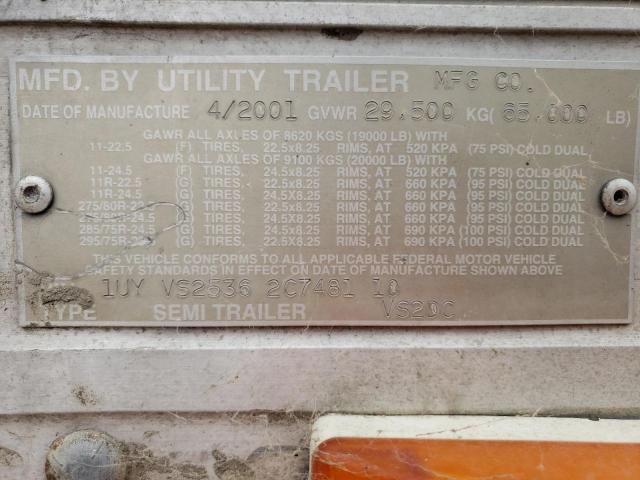 MFD. BY UTILITY TRAILER MFG CO.
DATE OF MANUFACTURE 4/2001 GVWR 29,500 KG( 65,000 LB)
GAWR ALL AXLES OF 8620 KGS (19000 LB) WITH
11-22.5 (F) TIRES, 22.5x8.25 RIMS, AT 520 KPA (75 PSI) COLD DUAL
GAWR ALL AXLES OF 9100 KGS (20000 LB) WITH
11-24.5 (F) TIRES, 24.5x8.25 RIMS, AT 520 KPA (75 PSI) COLD DUAL
11R-22.5 (G) TIRES, 22.5x8.25 RIMS, AT 660 KPA (95 PSI) COLD DUAL
11R-24.5 (G) TIRES, 24.5x8.25 RIMS, AT 660 KPA (95 PSI) COLD DUAL
275/80R- (G) TIRES, 22.5X8.25 RIMS, AT 660 KPA (95 PSI) COLD DUAL
-24.5 (G) TIRES, 24.5X8.25 RIMS, AT 660 KPA (95 PSI) COLD DUAL
285/75R-24.5 (G) TIRES, 24.5X8.25 RIMS, AT 690 KPA (100 PSI) COLD DUAL
295/75R- (G) TIRES, 22.5X8.25 RIMS, AT 690 KPA (100 PSI) COLD DUAL
THIS VEHICLE CONFORMS TO ALL APPLICABLE FEDERAL MOTOR VEHICLE
SAFETY STANDARDS IN EFFECT ON DATE OF MANUFACTURE SHOWN ABOVE
1UY VS2536 2C7481 10
TYPE SEMI TRAILER VS2DC